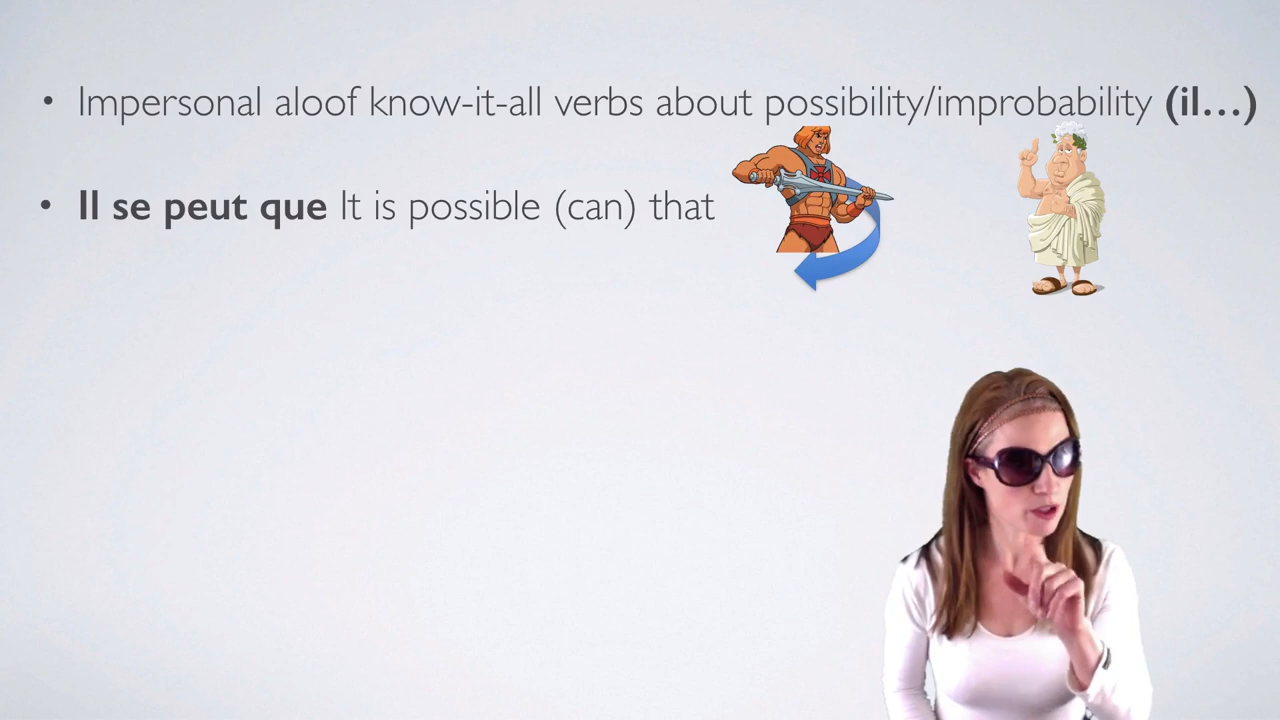 • Impersonal aloof know-it-all verbs about possibility/improbability (il…)
• Il se peut que It is possible (can) that